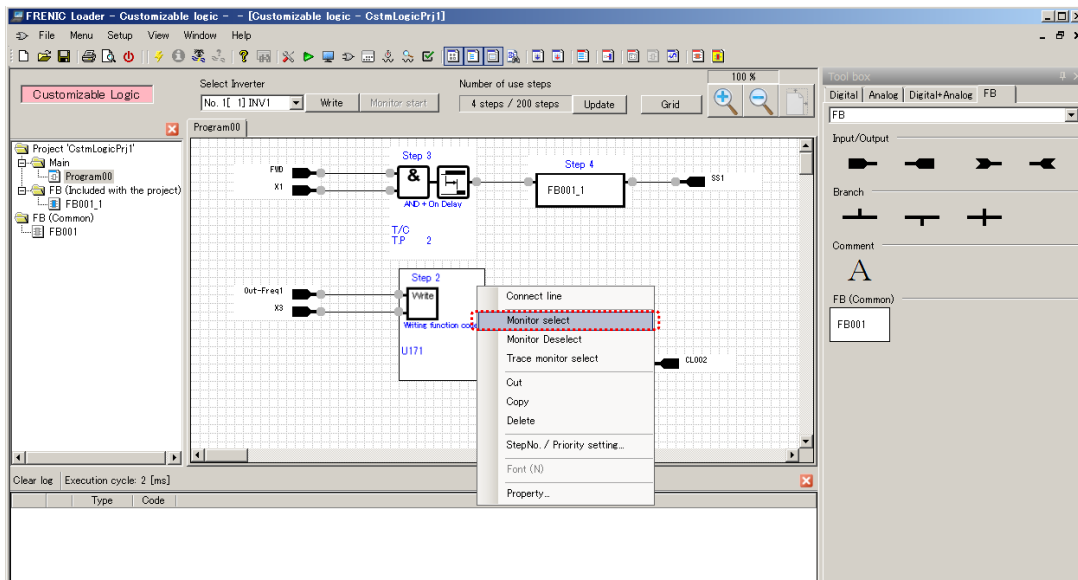 FRENIC Loader - Customizable logic - - [Customizable logic - CstmLogicPrj1]
File Menu Setup View Window Help
Customizable Logic
Select Inverter
No. 1[ 1] INV1
Write
Monitor start
Number of use steps
4 steps / 200 steps
Update
Grid
100 %
Project 'CstmLogicPrj1'
Main
Program00
FB (Included with the project)
FB001_1
FB (Common)
FB001
Program00
FWD
X1
Step 3
&
AND + On Delay
T/C
T.P 2
Step 4
FB001_1
SS1
Out-Freq1
X3
Step 2
Write
Writing function code
U171
CLO02
Connect line
Monitor select
Monitor Deselect
Trace monitor select
Cut
Copy
Delete
StepNo. / Priority setting...
Font (N)
Property...
Tool box
Digital Analog Digital+Analog FB
FB
Input/Output
Branch
Comment
A
FB (Common)
FB001
Clear log Execution cycle: 2 [ms]
Type Code